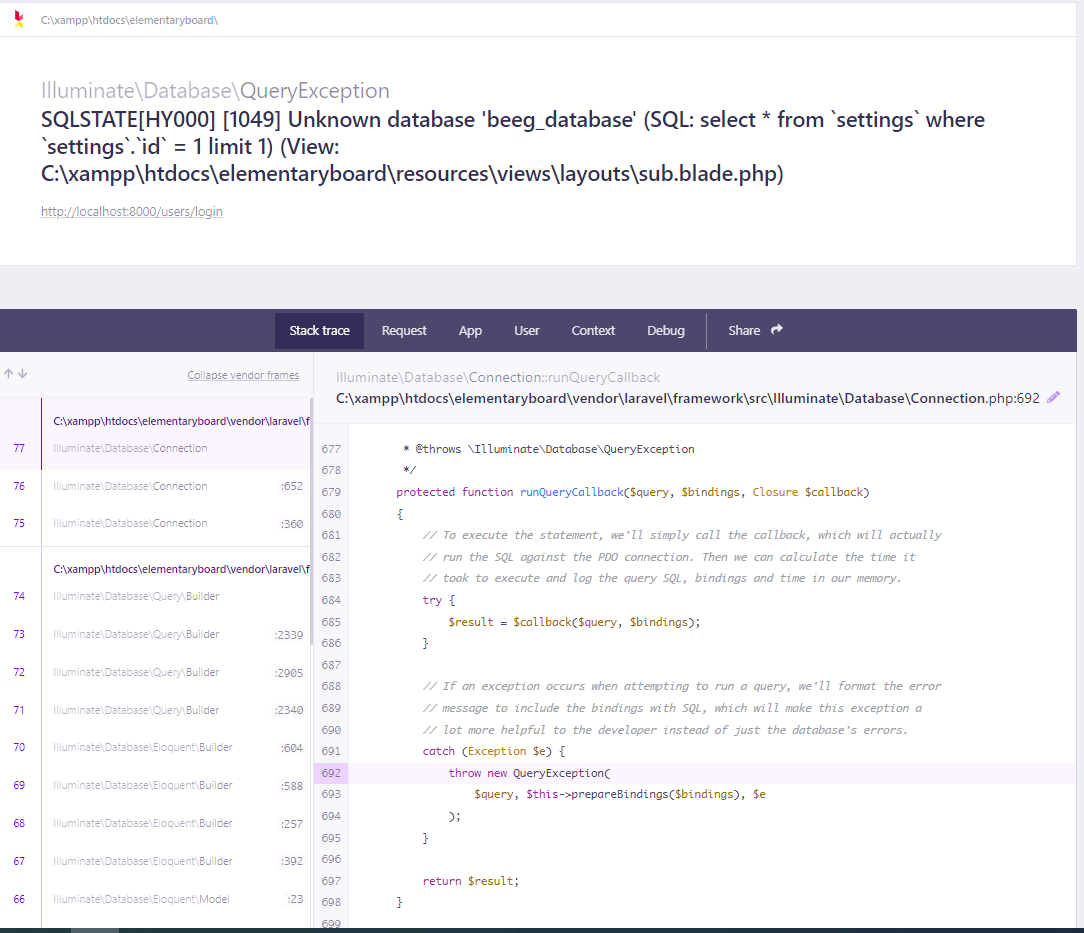 C:\xampp\htdocs\elementaryboard\
Illuminate\Database\QueryException
SQLSTATE[HY000] [1049] Unknown database 'beeg_database' (SQL: select * from `settings` where
`settings`.`id` = 1 limit 1) (View:
C:\xampp\htdocs\elementaryboard\resources\views\layouts\sub.blade.php)
http://localhost:8000/users/login
Stack trace Request App User Context Debug Share
Collapse vendor frames
C:\xampp\htdocs\elementaryboard\vendor\laravel\f
77 Illuminate\Database\Connection
76 Illuminate\Database\Connection :652
75 Illuminate\Database\Connection :360
C:\xampp\htdocs\elementaryboard\vendor\laravel\f
74 Illuminate\Database\Query\Builder
73 Illuminate\Database\Query\Builder :2339
72 Illuminate\Database\Query\Builder :2905
71 Illuminate\Database\Query\Builder :2340
70 Illuminate\Database\Eloquent\Builder :604
69 Illuminate\Database\Eloquent\Builder :588
68 Illuminate\Database\Eloquent\Builder :257
67 Illuminate\Database\Eloquent\Builder :392
66 Illuminate\Database\Eloquent\Model :23
Illuminate\Database\Connection::runQueryCallback
C:\xampp\htdocs\elementaryboard\vendor\laravel\framework\src\Illuminate\Database\Connection.php:692
677 * @throws \Illuminate\Database\QueryException
678 */
679 protected function runQueryCallback($query, $bindings, Closure $callback)
680 {
681 // To execute the statement, we'll simply call the callback, which will actually
682 // run the SQL against the PDO connection. Then we can calculate the time it
683 // took to execute and log the query SQL, bindings and time in our memory.
684 try {
685 $result = $callback($query, $bindings);
686 }
687
688 // If an exception occurs when attempting to run a query, we'll format the error
689 // message to include the bindings with SQL, which will make this exception a
690 // lot more helpful to the developer instead of just the database's errors.
691 catch (Exception $e) {
692 throw new QueryException(
693 $query, $this->prepareBindings($bindings), $e
694 );
695 }
696
697 return $result;
698 }
699